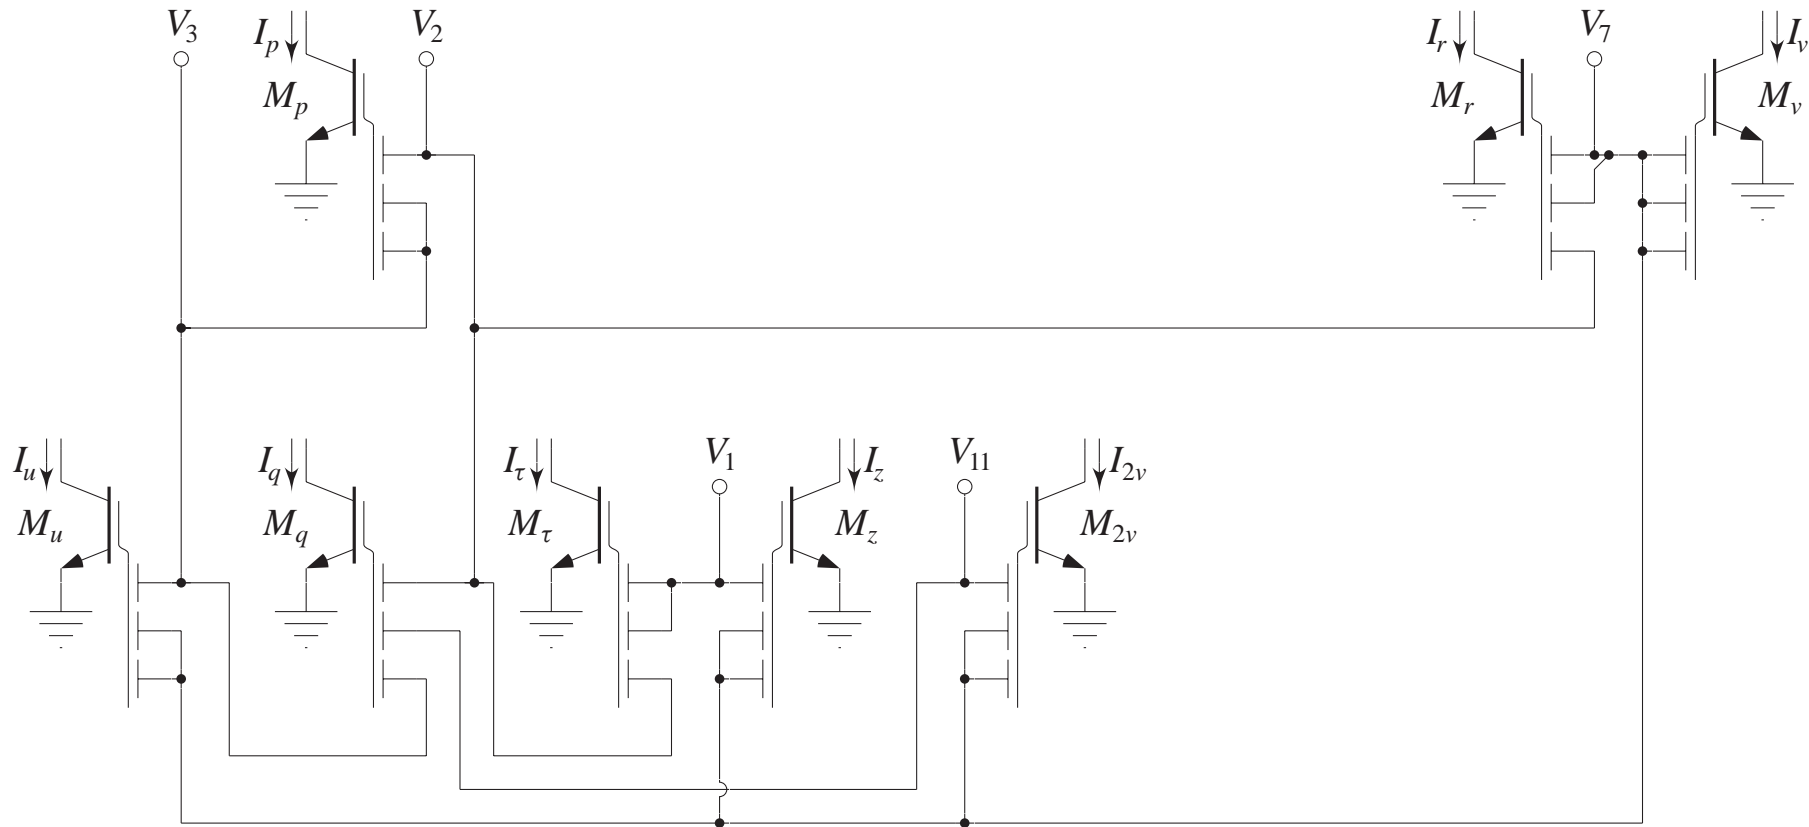 V3 Ip V2 Ir V7 Iv
Mp Mr Mv
Iu Iq Iτ V1 Iz V11 I2v
Mu Mq Mτ Mz M2v